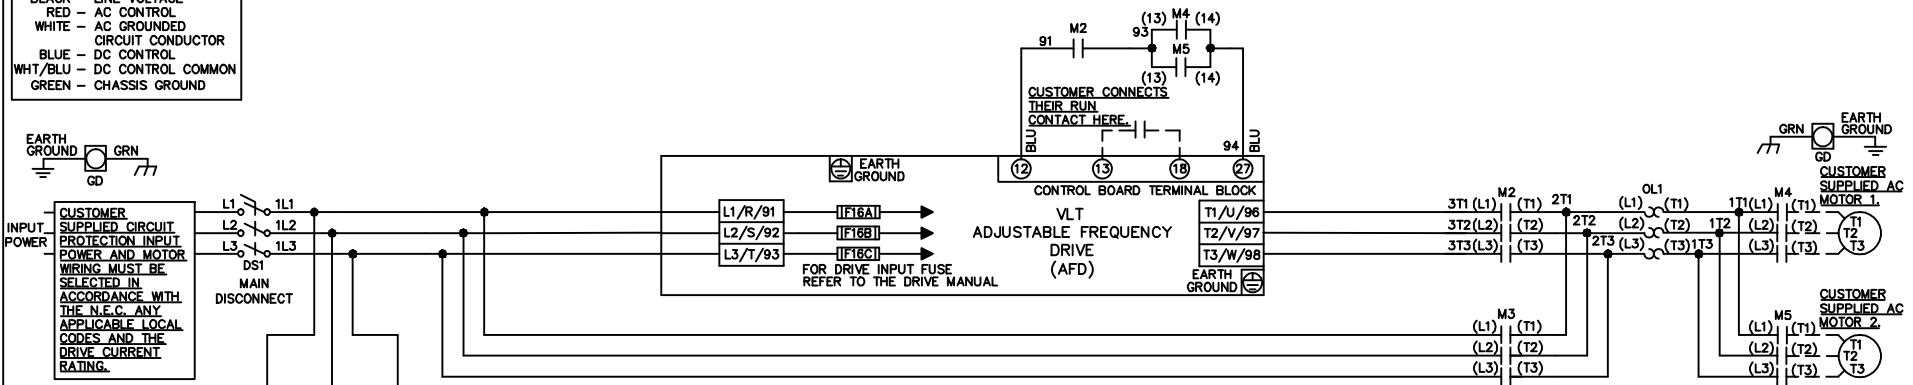 RED – AC CONTROL
WHITE – AC GROUNDED
CIRCUIT CONDUCTOR
BLUE – DC CONTROL
WHT/BLU – DC CONTROL COMMON
GREEN – CHASSIS GROUND
EARTH
GROUND
GRN
GD
INPUT
POWER
CUSTOMER
SUPPLIED CIRCUIT
PROTECTION INPUT
POWER AND MOTOR
WIRING MUST BE
SELECTED IN
ACCORDANCE WITH
THE N.E.C. ANY
APPLICABLE LOCAL
CODES AND THE
DRIVE CURRENT
RATING.
L1 1L1
L2 1L2
L3 1L3
DS1
MAIN
DISCONNECT
91
M2
93
(13) M4 (14)
M5
(13) (14)
CUSTOMER CONNECTS
THEIR RUN
CONTACT HERE.
BLU
94
BLU
12
13
18
27
CONTROL BOARD TERMINAL BLOCK
EARTH
GROUND
L1/R/91
L2/S/92
L3/T/93
F16A
F16B
F16C
FOR DRIVE INPUT FUSE
REFER TO THE DRIVE MANUAL
VLT
ADJUSTABLE FREQUENCY
DRIVE
(AFD)
T1/U/96
T2/V/97
T3/W/98
EARTH
GROUND
M2
3T1 (L1) (T1) 2T1
3T2 (L2) (T2) 2T2
3T3 (L3) (T3) 2T3
M3
(L1) (T1)
(L2) (T2)
(L3) (T3)
OL1
(L1) (T1) 1T1
(L2) (T2) 1T2
(L3) (T3) 1T3
GRN
GD
EARTH
GROUND
CUSTOMER
SUPPLIED AC
MOTOR 1.
M4
(L1) (T1)
(L2) (T2)
(L3) (T3)
T1
T2
T3
CUSTOMER
SUPPLIED AC
MOTOR 2.
M5
(L1) (T1)
(L2) (T2)
(L3) (T3)
T1
T2
T3